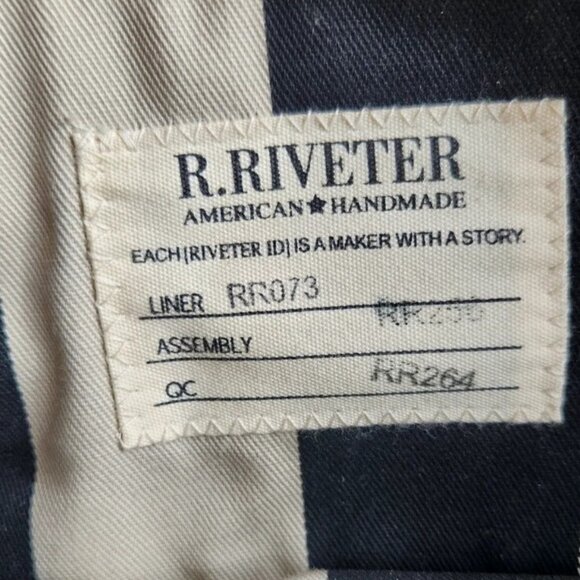 R.RIVETER
AMERICAN★HANDMADE
EACH [RIVETER ID] IS A MAKER WITH A STORY.
LINER RR073
ASSEMBLY
QC RR264